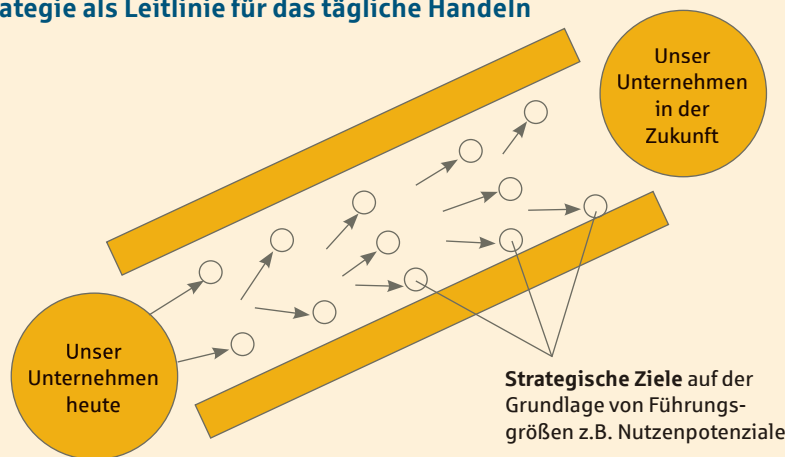 rategie als Leitlinie für das tägliche Handeln
Unser
Unternehmen
in der
Zukunft
Unser
Unternehmen
heute
Strategische Ziele auf der
Grundlage von Führungs-
größen z.B. Nutzenpotenziale